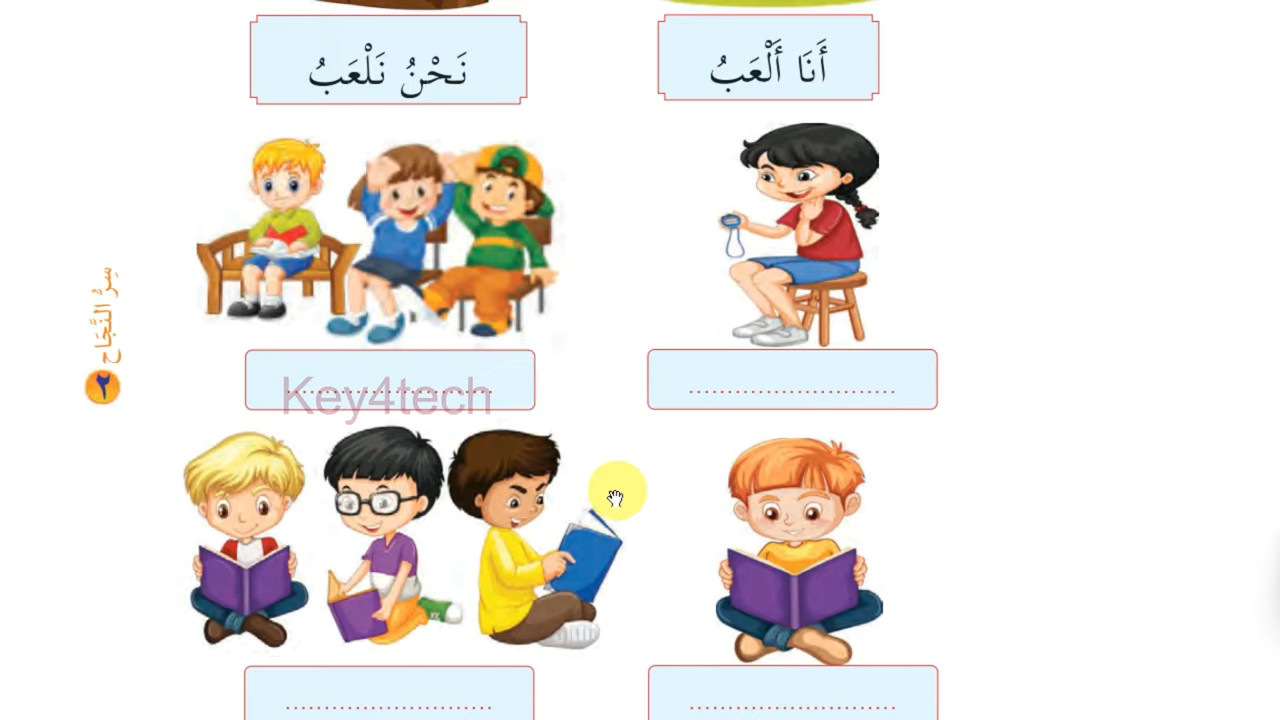 أَنَا أَلْعَبُ
نَحْنُ نَلْعَبُ
Key4tech
سِرُّ النَّجَاح ٢